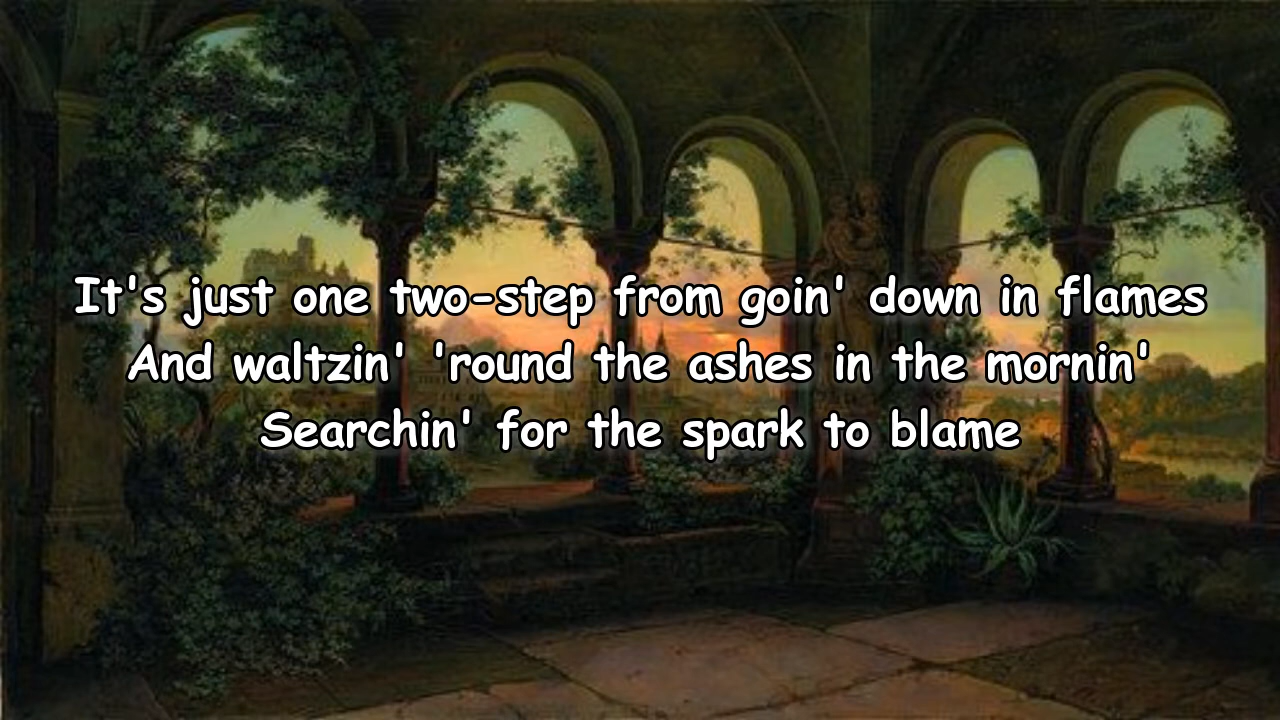 It's just one two-step from goin' down in flames
And waltzin' 'round the ashes in the mornin'
Searchin' for the spark to blame